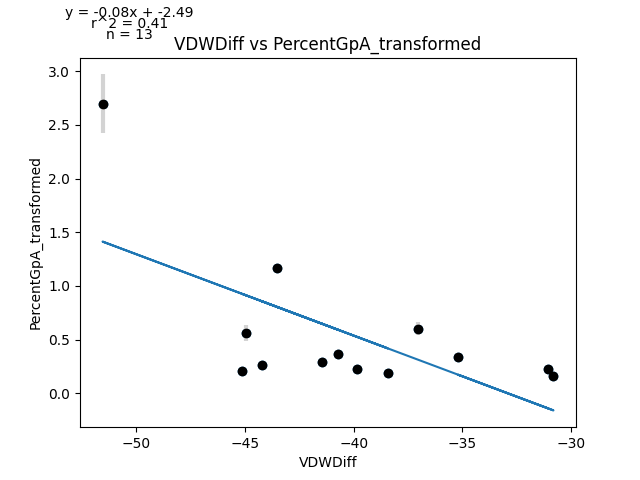 y = -0.08x + -2.49
r^2 = 0.41
n = 13
VDWDiff vs PercentGpA_transformed
3.0
2.5
2.0
1.5
1.0
0.5
0.0
PercentGpA_transformed
−50
−45
−40
−35
−30
VDWDiff